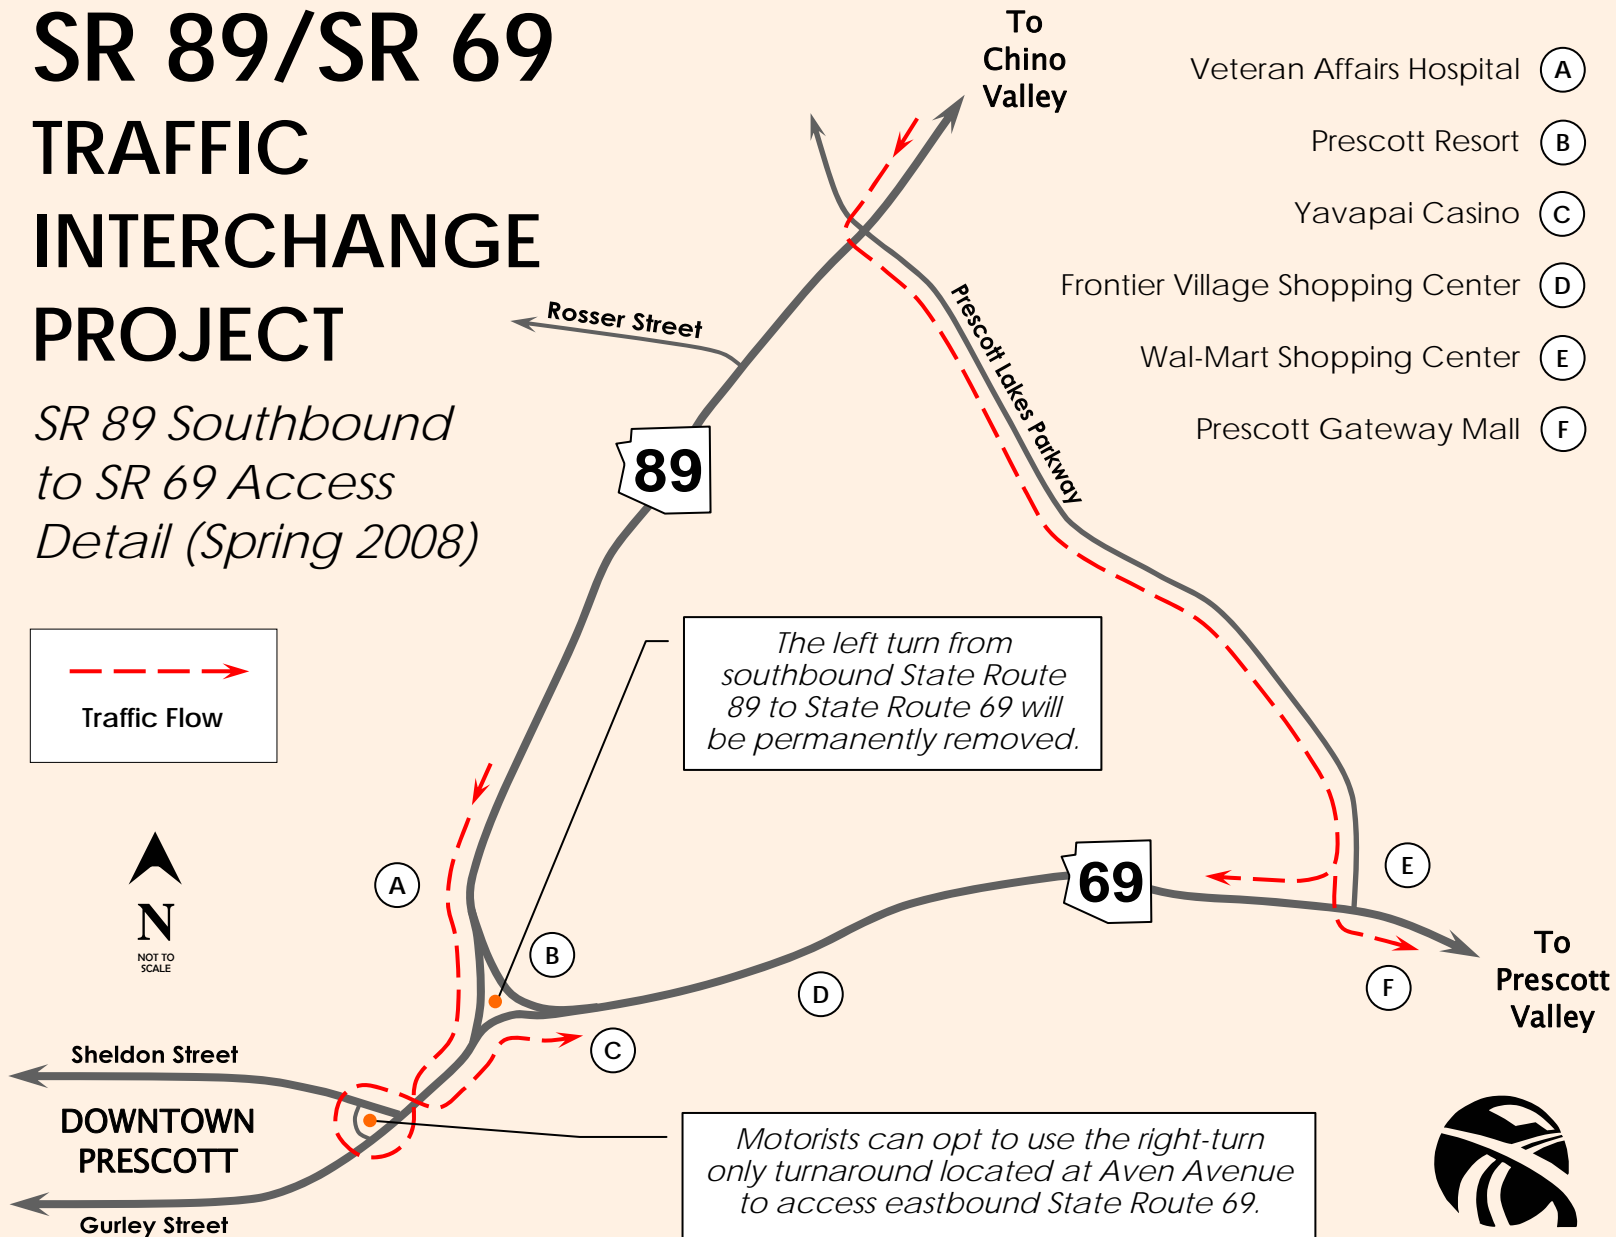 SR 89/SR 69
TRAFFIC
INTERCHANGE
PROJECT
SR 89 Southbound
to SR 69 Access
Detail (Spring 2008)
Traffic Flow
N
NOT TO
SCALE
To
Chino
Valley
Veteran Affairs Hospital A
Prescott Resort B
Yavapai Casino C
Frontier Village Shopping Center D
Wal-Mart Shopping Center E
Prescott Gateway Mall F
Rosser Street
Prescott Lakes Parkway
89
The left turn from
southbound State Route
89 to State Route 69 will
be permanently removed.
A
B
C
D
69
E
F
To
Prescott
Valley
Sheldon Street
DOWNTOWN
PRESCOTT
Gurley Street
Motorists can opt to use the right-turn
only turnaround located at Aven Avenue
to access eastbound State Route 69.